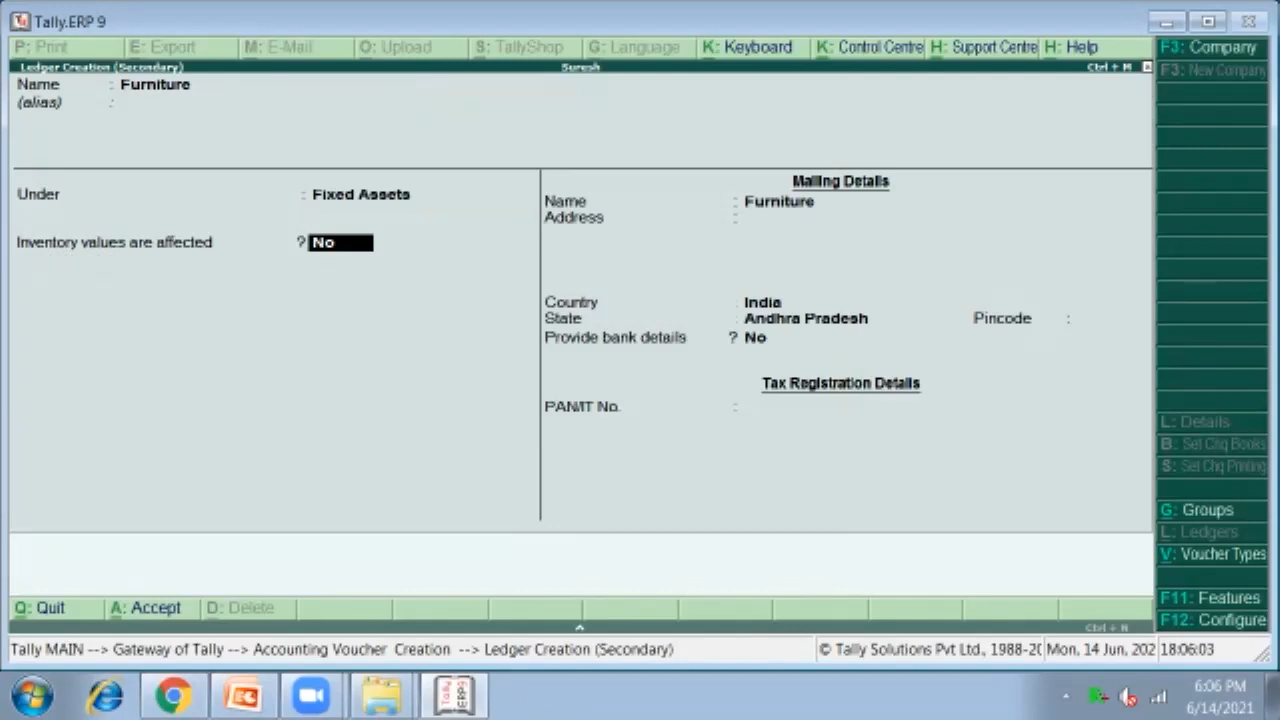 Tally.ERP 9
P: Print E: Export M: E-Mail O: Upload S: TallyShop G: Language K: Keyboard K: Control Centre H: Support Centre H: Help F3: Company
Ledger Creation (Secondary) Suresh Ctrl + M F3: New Company
Name : Furniture
(alias) :
Mailing Details
Under : Fixed Assets
Name : Furniture
Address :
Inventory values are affected ? No
Country : India
State : Andhra Pradesh Pincode :
Provide bank details ? No
Tax Registration Details
PAN/IT No. :
L: Details
B: Set Chq Books
S: Set Chq Printing
G: Groups
L: Ledgers
V: Voucher Types
F11: Features
F12: Configure
Q: Quit A: Accept D: Delete
Ctrl + N
Tally MAIN --> Gateway of Tally --> Accounting Voucher Creation --> Ledger Creation (Secondary) © Tally Solutions Pvt Ltd., 1988-20 Mon, 14 Jun, 202 18:06:03
Tally ERP9
6:06 PM
6/14/2021